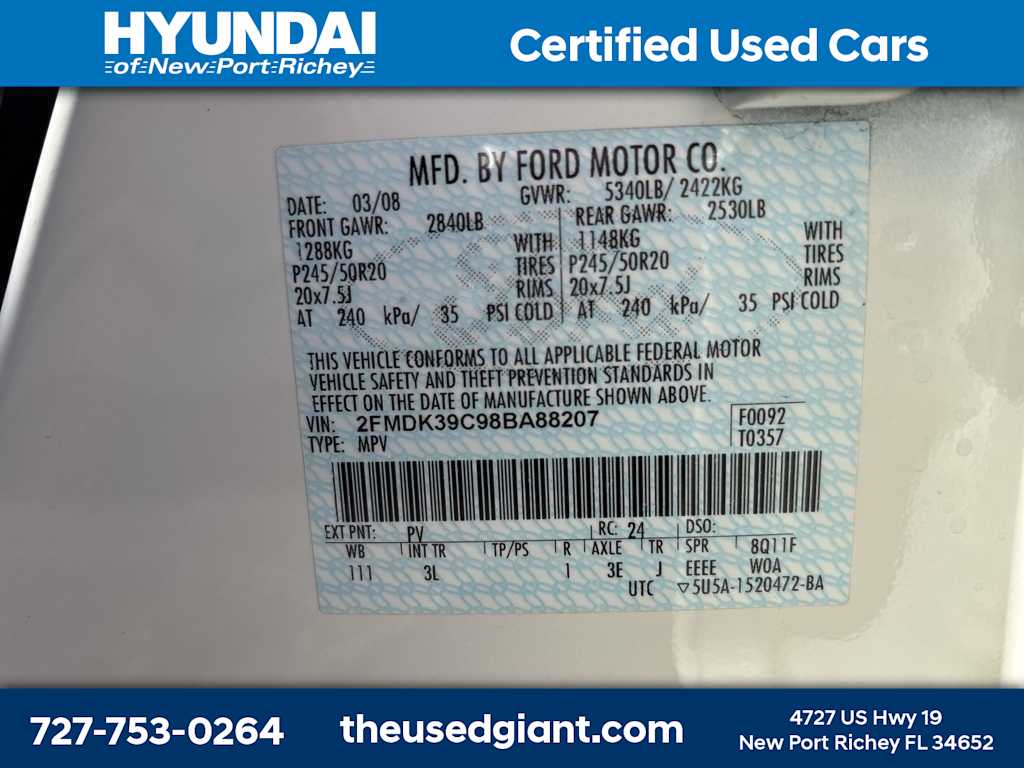 HYUNDAI
of New Port Richey
Certified Used Cars
MFD. BY FORD MOTOR CO.
DATE: 03/08 GVWR: 5340LB/ 2422KG
FRONT GAWR: 2840LB REAR GAWR: 2530LB
1288KG WITH 1148KG WITH
P245/50R20 TIRES P245/50R20 TIRES
20x7.5J RIMS 20x7.5J RIMS
AT 240 kPa/ 35 PSI COLD AT 240 kPa/ 35 PSI COLD
THIS VEHICLE CONFORMS TO ALL APPLICABLE FEDERAL MOTOR
VEHICLE SAFETY AND THEFT PREVENTION STANDARDS IN
EFFECT ON THE DATE OF MANUFACTURE SHOWN ABOVE.
VIN: 2FMDK39C98BA88207 F0092
TYPE: MPV T0357
EXT PNT: PV RC: 24 DSO:
WB INT TR TP/PS R AXLE TR SPR 8Q11F
111 3L 1 3E J EEEE WOA
UTC ▽5U5A-1520472-BA
727-753-0264
theusedgiant.com
4727 US Hwy 19
New Port Richey FL 34652